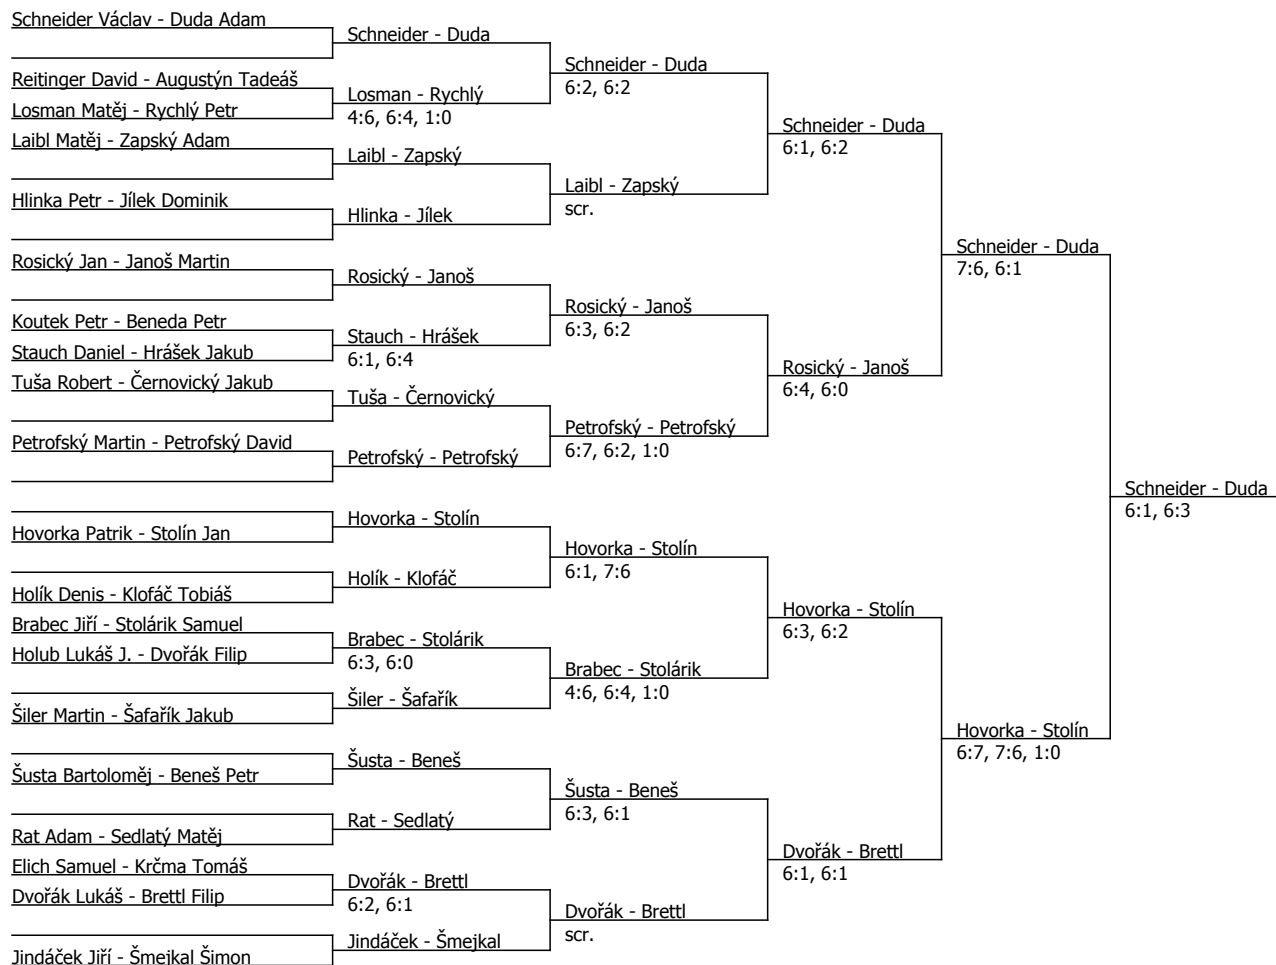 Schneider Václav - Duda Adam
Reitinger David - Augustýn Tadeáš
Losman Matěj - Rychlý Petr
Laibl Matěj - Zapský Adam
Hlinka Petr - Jílek Dominik
Rosický Jan - Janoš Martin
Koutek Petr - Beneda Petr
Stauch Daniel - Hrášek Jakub
Tuša Robert - Černovický Jakub
Petrofský Martin - Petrofský David
Hovorka Patrik - Stolín Jan
Holík Denis - Klofáč Tobiáš
Brabec Jiří - Stolárik Samuel
Holub Lukáš J. - Dvořák Filip
Šiler Martin - Šafařík Jakub
Šusta Bartoloměj - Beneš Petr
Rat Adam - Sedlatý Matěj
Elich Samuel - Krčma Tomáš
Dvořák Lukáš - Brettl Filip
Jindáček Jiří - Šmejkal Šimon
Schneider - Duda
Losman - Rychlý
4:6, 6:4, 1:0
Laibl - Zapský
Hlinka - Jílek
Rosický - Janoš
Stauch - Hrášek
6:1, 6:4
Tuša - Černovický
Petrofský - Petrofský
Hovorka - Stolín
Holík - Klofáč
Brabec - Stolárik
6:3, 6:0
Šiler - Šafařík
Šusta - Beneš
Rat - Sedlatý
Dvořák - Brettl
6:2, 6:1
Jindáček - Šmejkal
Schneider - Duda
6:2, 6:2
Laibl - Zapský
scr.
Rosický - Janoš
6:3, 6:2
Petrofský - Petrofský
6:7, 6:2, 1:0
Hovorka - Stolín
6:1, 7:6
Brabec - Stolárik
4:6, 6:4, 1:0
Šusta - Beneš
6:3, 6:1
Dvořák - Brettl
scr.
Schneider - Duda
6:1, 6:2
Rosický - Janoš
6:4, 6:0
Hovorka - Stolín
6:3, 6:2
Dvořák - Brettl
6:1, 6:1
Schneider - Duda
7:6, 6:1
Hovorka - Stolín
6:7, 7:6, 1:0
Schneider - Duda
6:1, 6:3